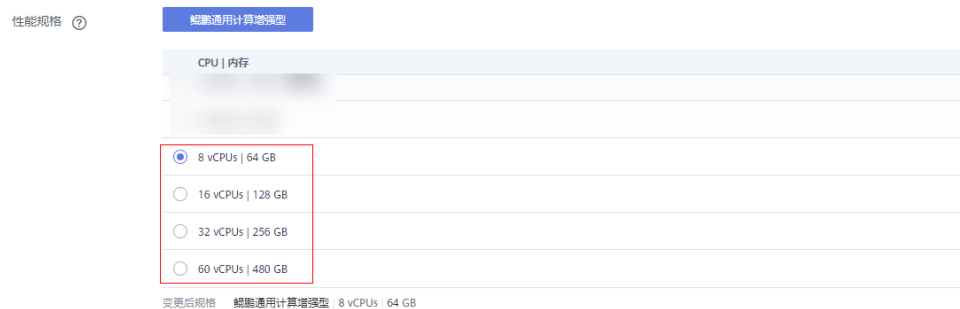 性能规格 ?
鲲鹏通用计算增强型
CPU | 内存
8 vCPUs | 64 GB
16 vCPUs | 128 GB
32 vCPUs | 256 GB
60 vCPUs | 480 GB
变更后规格 鲲鹏通用计算增强型 | 8 vCPUs | 64 GB